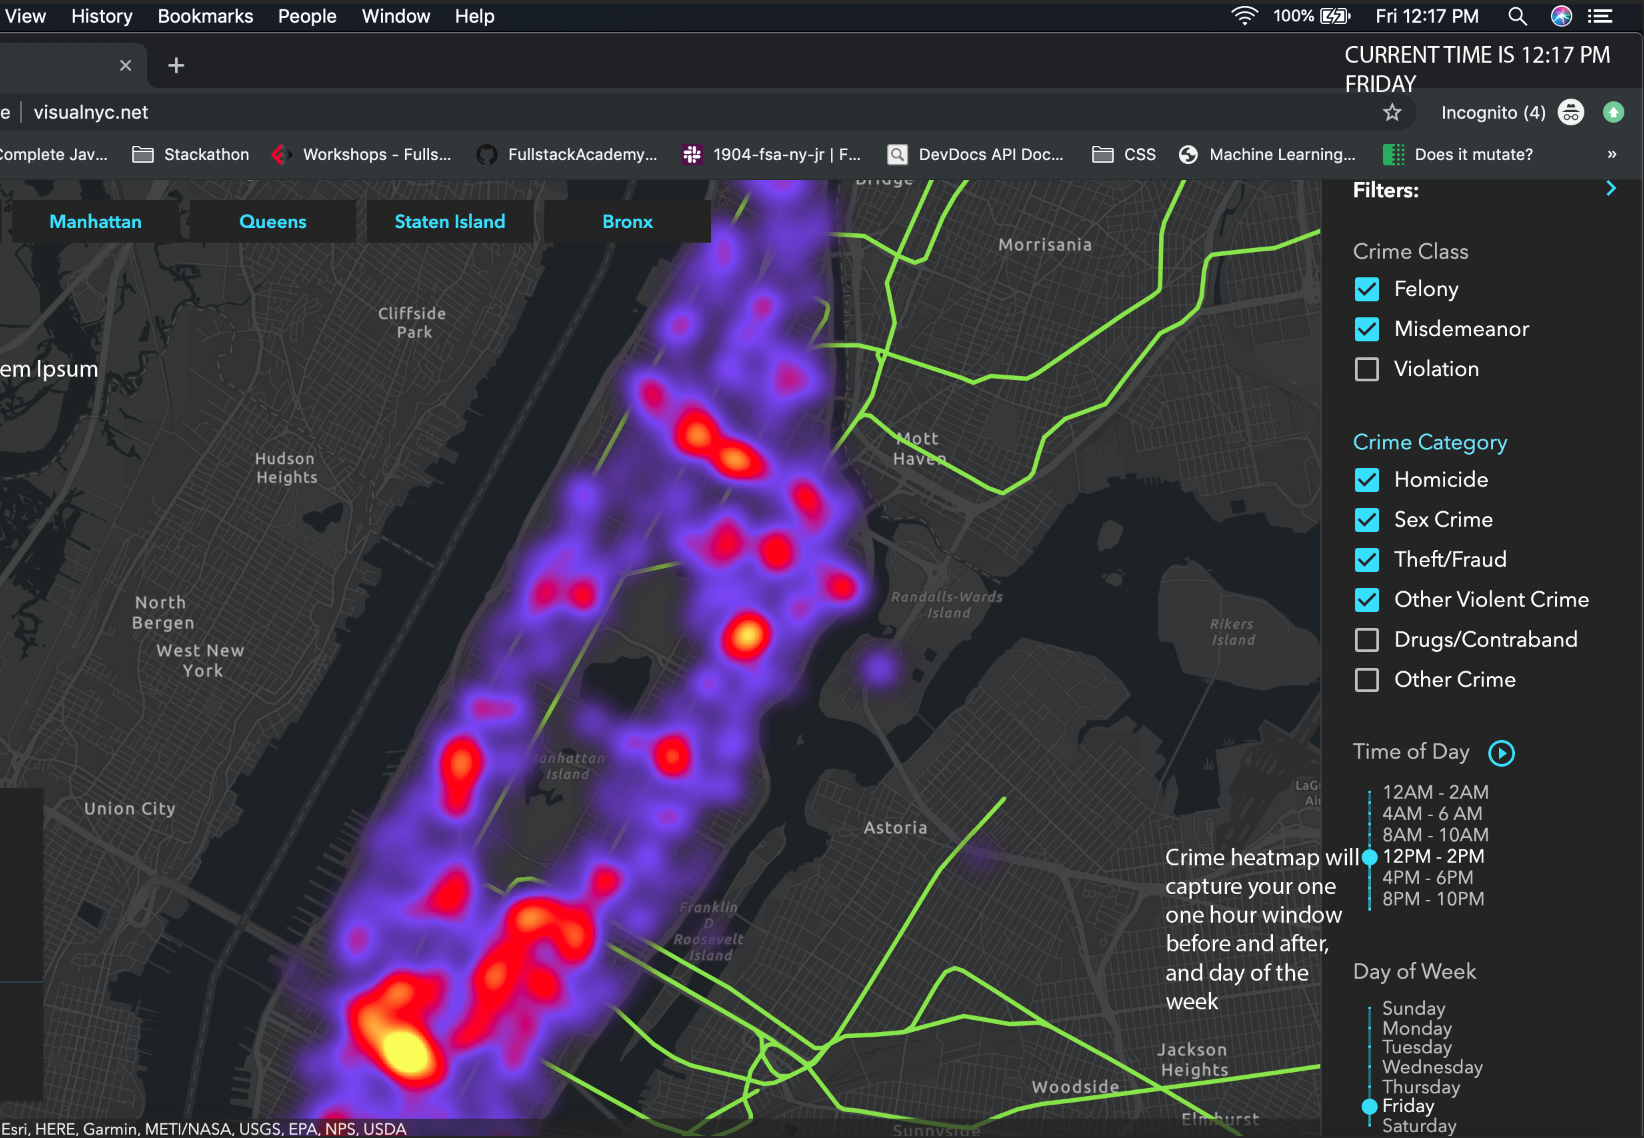 View History Bookmarks People Window Help 100% Fri 12:17 PM
CURRENT TIME IS 12:17 PM
FRIDAY
e visualnyc.net Incognito (4)
Complete Jav... Stackathon Workshops - Fulls... FullstackAcademy... 1904-fsa-ny-jr | F... DevDocs API Doc... CSS Machine Learning... Does it mutate? »
Manhattan Queens Staten Island Bronx
Bridge
Morrisania
Cliffside
Park
em Ipsum
Mott
Haven
Hudson
Heights
North
Bergen
West New
York
Randalls-Wards
Island
Rikers
Island
Manhattan
Island
Union City
LaG
Ai
Astoria
Franklin
D
Roosevelt
Island
Crime heatmap will
capture your one
one hour window
before and after,
and day of the
week
Jackson
Heights
Woodside
Elmhurst
Sunnyside
Esri, HERE, Garmin, METI/NASA, USGS, EPA, NPS, USDA
Filters:
Crime Class
Felony
Misdemeanor
Violation
Crime Category
Homicide
Sex Crime
Theft/Fraud
Other Violent Crime
Drugs/Contraband
Other Crime
Time of Day
12AM - 2AM
4AM - 6 AM
8AM - 10AM
12PM - 2PM
4PM - 6PM
8PM - 10PM
Day of Week
Sunday
Monday
Tuesday
Wednesday
Thursday
Friday
Saturday